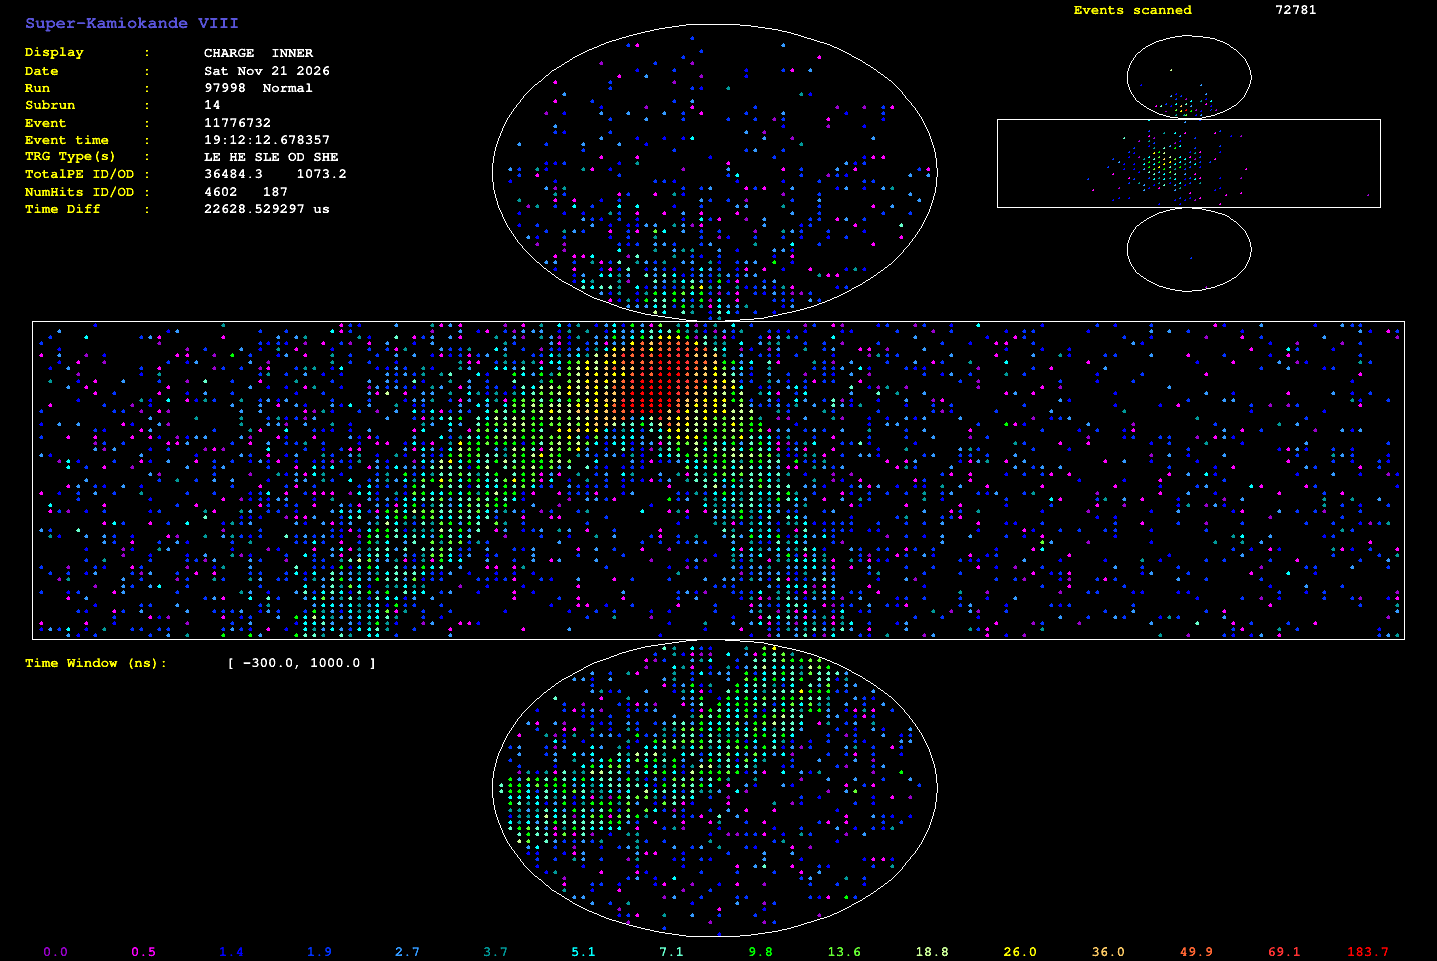 Super-Kamiokande VIII
Events scanned 72781
Display : CHARGE INNER
Date : Sat Nov 21 2026
Run : 97998 Normal
Subrun : 14
Event : 11776732
Event time : 19:12:12.678357
TRG Type(s) : LE HE SLE OD SHE
TotalPE ID/OD : 36484.3 1073.2
NumHits ID/OD : 4602 187
Time Diff : 22628.529297 us
Time Window (ns): [ -300.0, 1000.0 ]
0.0 0.5 1.4 1.9 2.7 3.7 5.1 7.1 9.8 13.6 18.8 26.0 36.0 49.9 69.1 183.7